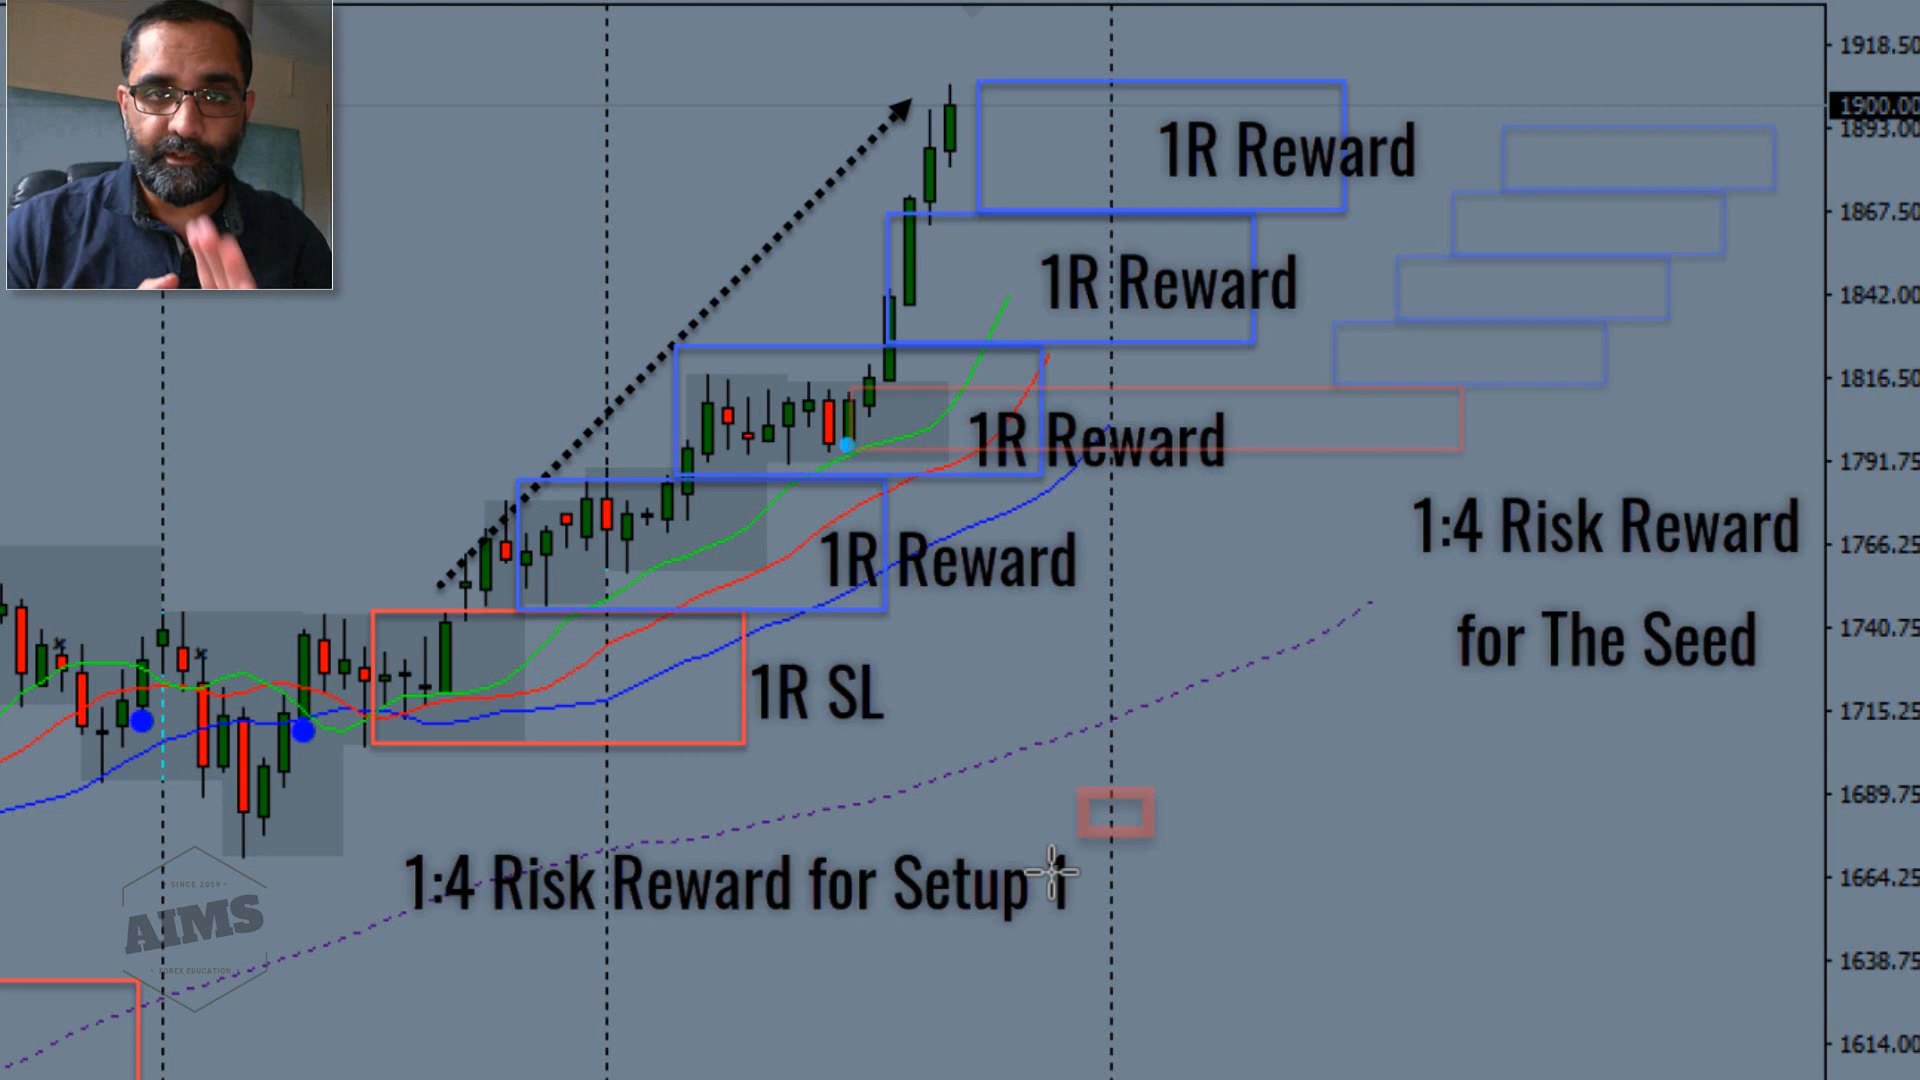 1918.50
1900.00
1893.00
1867.50
1842.00
1816.50
1791.75
1766.25
1740.75
1715.25
1689.75
1664.25
1638.75
1614.00
1R Reward
1R Reward
1R Reward
1R Reward
1R SL
1:4 Risk Reward
for The Seed
1:4 Risk Reward for Setup 1
- SINCE 2009 -
AIMS
- FOREX EDUCATION -